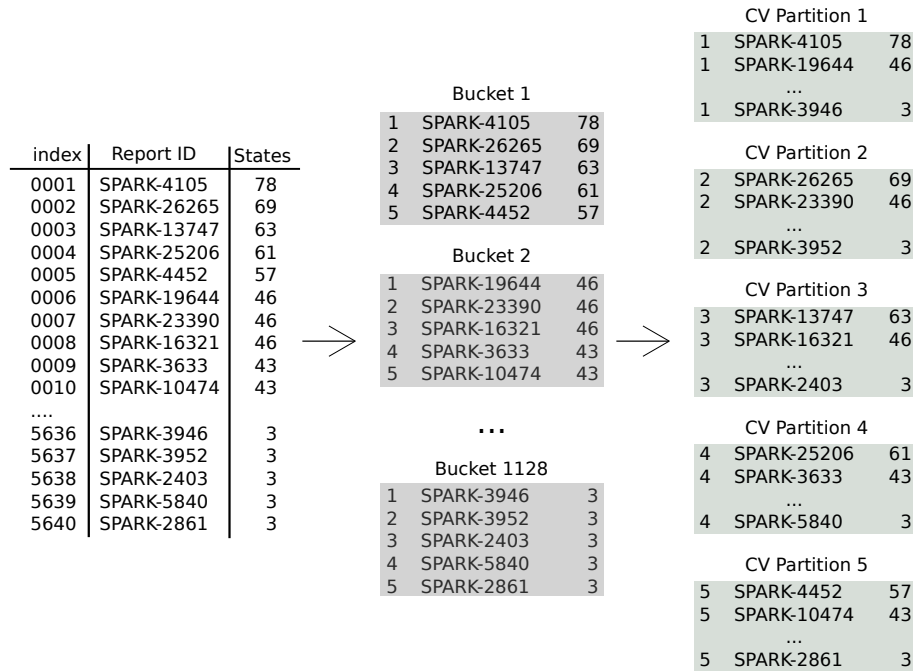 index Report ID States
0001 SPARK-4105 78
0002 SPARK-26265 69
0003 SPARK-13747 63
0004 SPARK-25206 61
0005 SPARK-4452 57
0006 SPARK-19644 46
0007 SPARK-23390 46
0008 SPARK-16321 46
0009 SPARK-3633 43
0010 SPARK-10474 43
....
5636 SPARK-3946 3
5637 SPARK-3952 3
5638 SPARK-2403 3
5639 SPARK-5840 3
5640 SPARK-2861 3
Bucket 1
1 SPARK-4105 78
2 SPARK-26265 69
3 SPARK-13747 63
4 SPARK-25206 61
5 SPARK-4452 57
Bucket 2
1 SPARK-19644 46
2 SPARK-23390 46
3 SPARK-16321 46
4 SPARK-3633 43
5 SPARK-10474 43
...
Bucket 1128
1 SPARK-3946 3
2 SPARK-3952 3
3 SPARK-2403 3
4 SPARK-5840 3
5 SPARK-2861 3
CV Partition 1
1 SPARK-4105 78
1 SPARK-19644 46
...
1 SPARK-3946 3
CV Partition 2
2 SPARK-26265 69
2 SPARK-23390 46
...
2 SPARK-3952 3
CV Partition 3
3 SPARK-13747 63
3 SPARK-16321 46
...
3 SPARK-2403 3
CV Partition 4
4 SPARK-25206 61
4 SPARK-3633 43
...
4 SPARK-5840 3
CV Partition 5
5 SPARK-4452 57
5 SPARK-10474 43
...
5 SPARK-2861 3